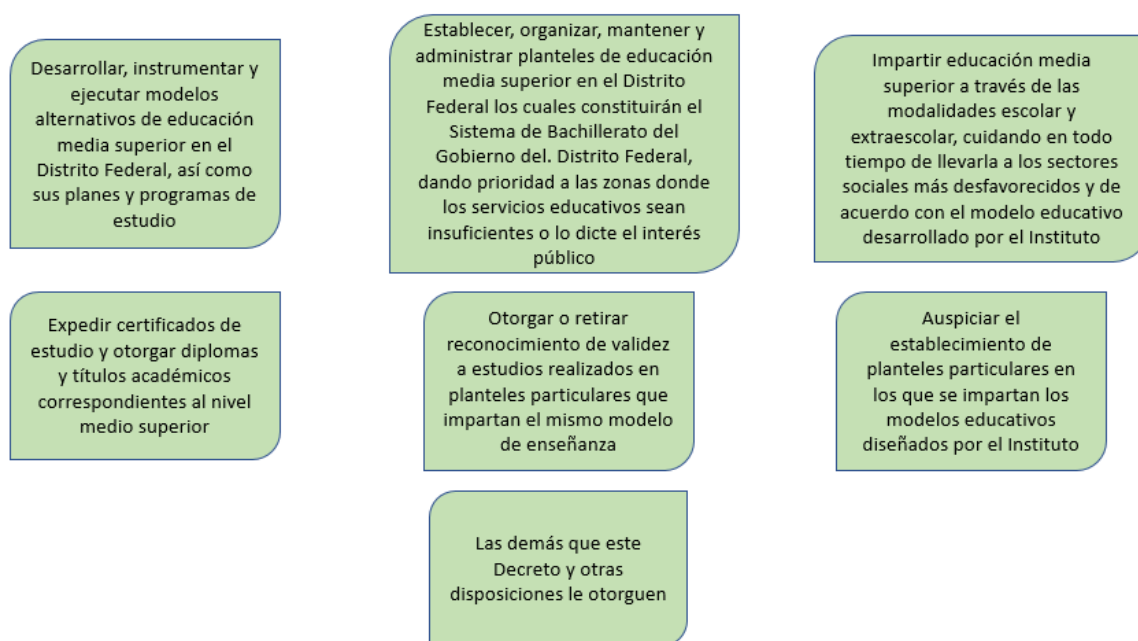 Desarrollar, instrumentar y
ejecutar modelos
alternativos de educación
media superior en el
Distrito Federal, así como
sus planes y programas de
estudio
Establecer, organizar, mantener y
administrar planteles de educación
media superior en el Distrito
Federal los cuales constituirán el
Sistema de Bachillerato del
Gobierno del. Distrito Federal,
dando prioridad a las zonas donde
los servicios educativos sean
insuficientes o lo dicte el interés
público
Impartir educación media
superior a través de las
modalidades escolar y
extraescolar, cuidando en todo
tiempo de llevarla a los sectores
sociales más desfavorecidos y de
acuerdo con el modelo educativo
desarrollado por el Instituto
Expedir certificados de
estudio y otorgar diplomas
y títulos académicos
correspondientes al nivel
medio superior
Otorgar o retirar
reconocimiento de validez
a estudios realizados en
planteles particulares que
impartan el mismo modelo
de enseñanza
Auspiciar el
establecimiento de
planteles particulares en
los que se impartan los
modelos educativos
diseñados por el Instituto
Las demás que este
Decreto y otras
disposiciones le otorguen